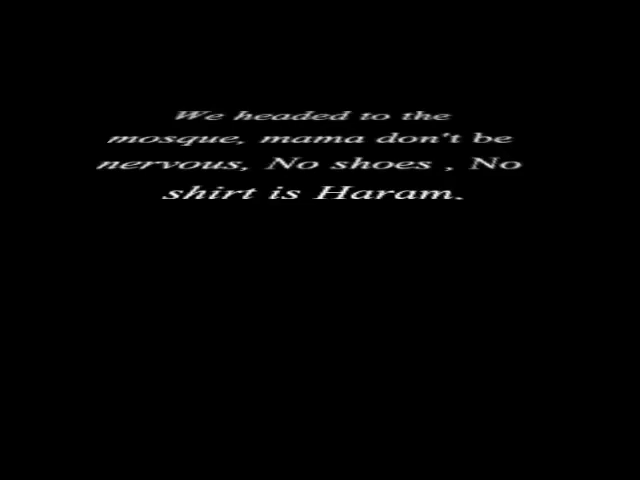 We headed to the
mosque, mama don't be
nervous, No shoes , No
shirt is Haram.